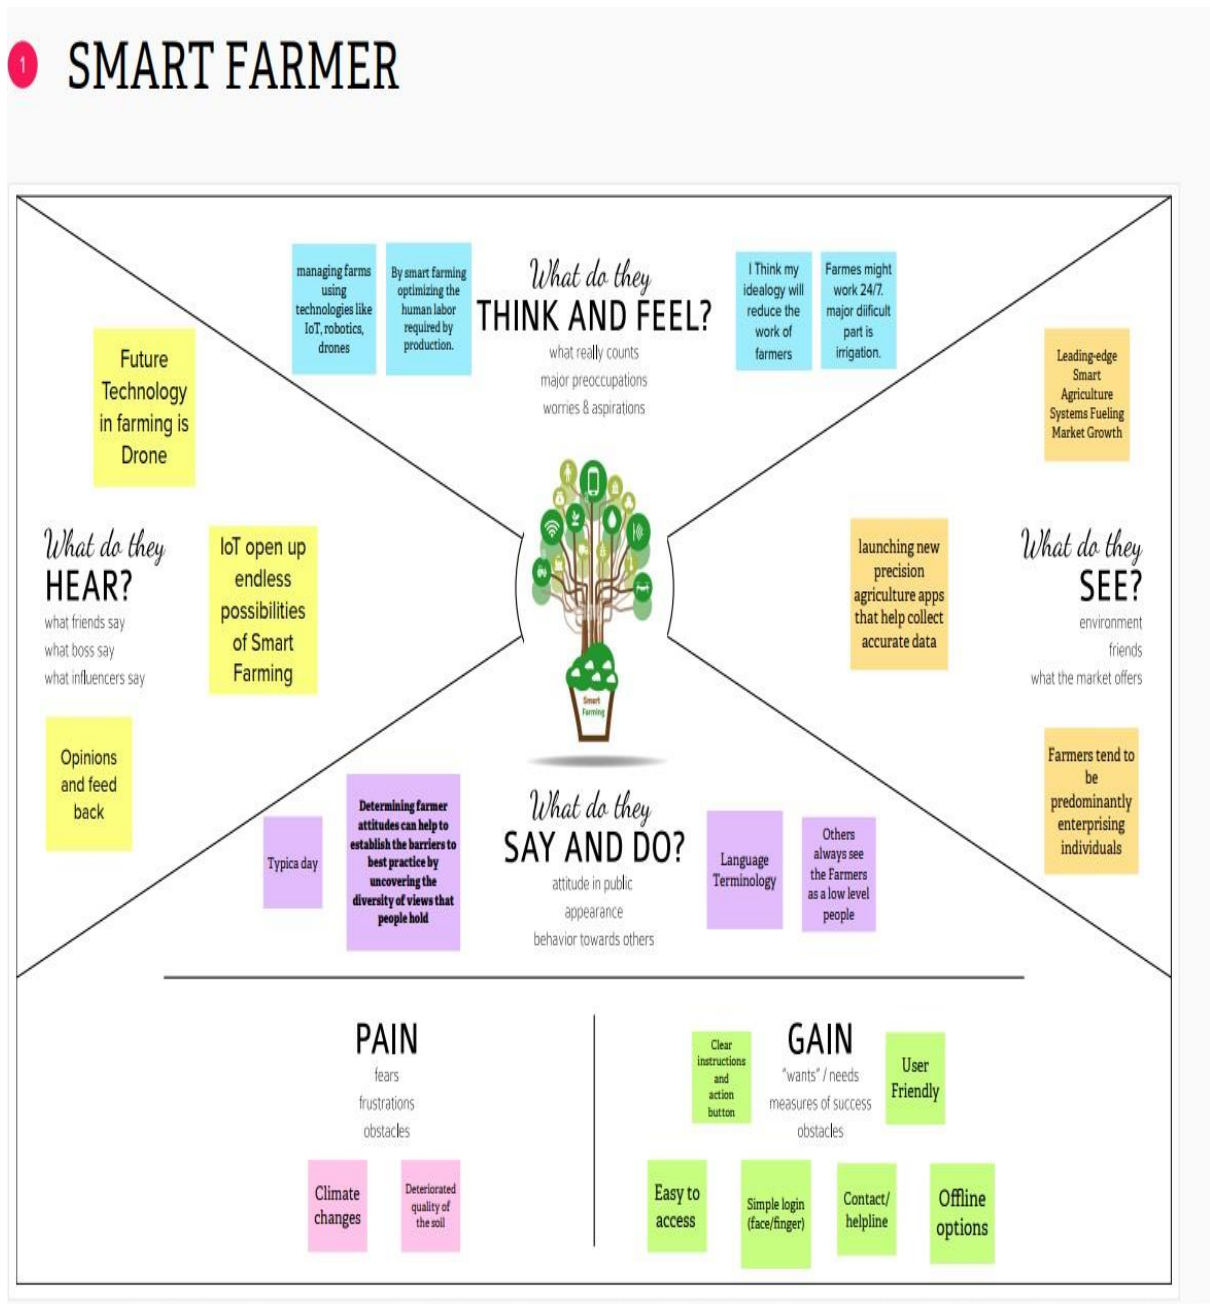 1
SMART FARMER
managing farms
using
technologies like
IoT, robotics,
drones
By smart farming
optimizing the
human labor
required by
production.
What do they
THINK AND FEEL?
what really counts
major preoccupations
worries & aspirations
I Think my
idealogy will
reduce the
work of
farmers
Farmes might
work 24/7.
major diificult
part is
irrigation.
Future
Technology
in farming is
Drone
Leading-edge
Smart
Agriculture
Systems Fueling
Market Growth
What do they
HEAR?
what friends say
what boss say
what influencers say
IoT open up
endless
possibilities
of Smart
Farming
launching new
precision
agriculture apps
that help collect
accurate data
What do they
SEE?
environment
friends
what the market offers
Smart
Farming
Opinions
and feed
back
Farmers tend to
be
predominantly
enterprising
individuals
Typica day
Determining farmer
attitudes can help to
establish the barriers to
best practice by
uncovering the
diversity of views that
people hold
What do they
SAY AND DO?
attitude in public
appearance
behavior towards others
Language
Terminology
Others
always see
the Farmers
as a low level
people
PAIN
fears
frustrations
obstacles
Climate
changes
Deteriorated
quality of
the soil
Clear
instructions
and
action
button
GAIN
"wants" / needs
measures of success
obstacles
User
Friendly
Easy to
access
Simple login
(face/finger)
Contact/
helpline
Offline
options